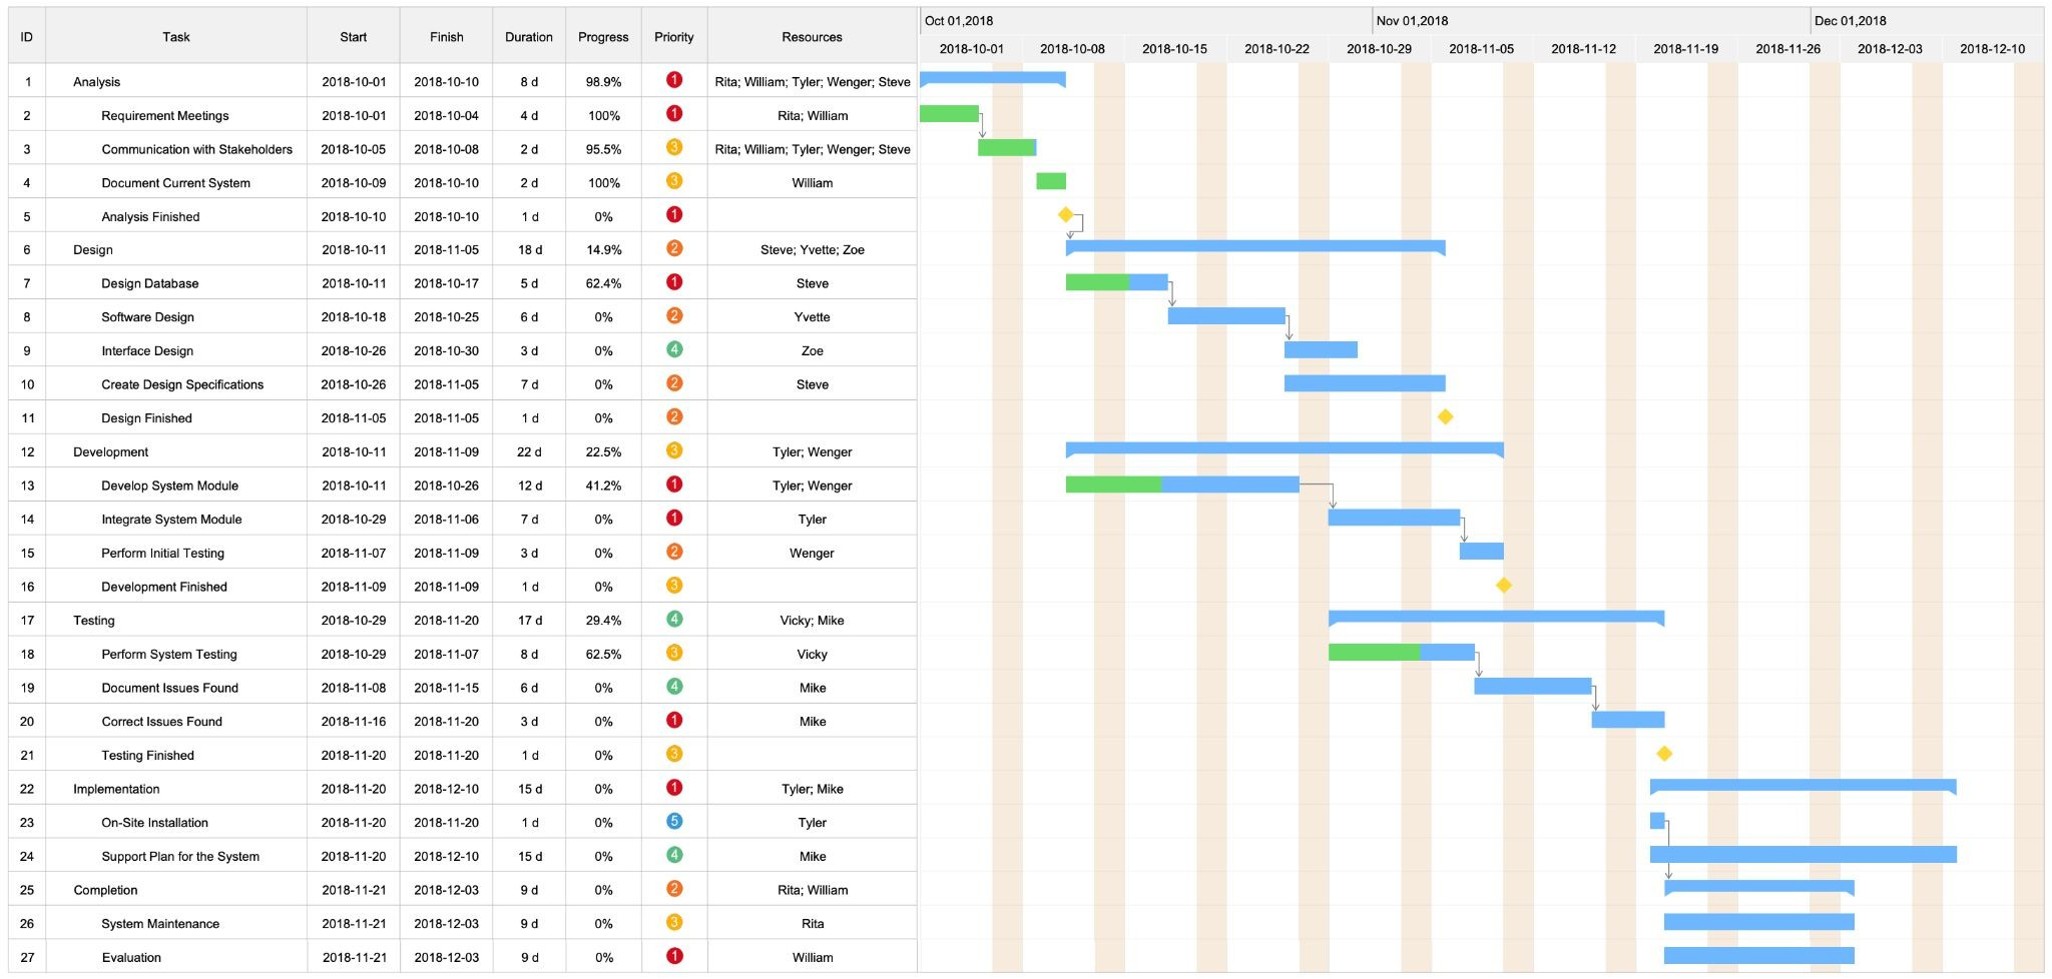 Oct 01,2018 Nov 01,2018 Dec 01,2018
ID Task Start Finish Duration Progress Priority Resources 2018-10-01 2018-10-08 2018-10-15 2018-10-22 2018-10-29 2018-11-05 2018-11-12 2018-11-19 2018-11-26 2018-12-03 2018-12-10
1 Analysis 2018-10-01 2018-10-10 8 d 98.9% 1 Rita; William; Tyler; Wenger; Steve
2 Requirement Meetings 2018-10-01 2018-10-04 4 d 100% 1 Rita; William
3 Communication with Stakeholders 2018-10-05 2018-10-08 2 d 95.5% 3 Rita; William; Tyler; Wenger; Steve
4 Document Current System 2018-10-09 2018-10-10 2 d 100% 3 William
5 Analysis Finished 2018-10-10 2018-10-10 1 d 0% 1
6 Design 2018-10-11 2018-11-05 18 d 14.9% 2 Steve; Yvette; Zoe
7 Design Database 2018-10-11 2018-10-17 5 d 62.4% 1 Steve
8 Software Design 2018-10-18 2018-10-25 6 d 0% 2 Yvette
9 Interface Design 2018-10-26 2018-10-30 3 d 0% 4 Zoe
10 Create Design Specifications 2018-10-26 2018-11-05 7 d 0% 2 Steve
11 Design Finished 2018-11-05 2018-11-05 1 d 0% 2
12 Development 2018-10-11 2018-11-09 22 d 22.5% 3 Tyler; Wenger
13 Develop System Module 2018-10-11 2018-10-26 12 d 41.2% 1 Tyler; Wenger
14 Integrate System Module 2018-10-29 2018-11-06 7 d 0% 1 Tyler
15 Perform Initial Testing 2018-11-07 2018-11-09 3 d 0% 2 Wenger
16 Development Finished 2018-11-09 2018-11-09 1 d 0% 3
17 Testing 2018-10-29 2018-11-20 17 d 29.4% 4 Vicky; Mike
18 Perform System Testing 2018-10-29 2018-11-07 8 d 62.5% 3 Vicky
19 Document Issues Found 2018-11-08 2018-11-15 6 d 0% 4 Mike
20 Correct Issues Found 2018-11-16 2018-11-20 3 d 0% 1 Mike
21 Testing Finished 2018-11-20 2018-11-20 1 d 0% 3
22 Implementation 2018-11-20 2018-12-10 15 d 0% 1 Tyler; Mike
23 On-Site Installation 2018-11-20 2018-11-20 1 d 0% 5 Tyler
24 Support Plan for the System 2018-11-20 2018-12-10 15 d 0% 4 Mike
25 Completion 2018-11-21 2018-12-03 9 d 0% 2 Rita; William
26 System Maintenance 2018-11-21 2018-12-03 9 d 0% 3 Rita
27 Evaluation 2018-11-21 2018-12-03 9 d 0% 1 William